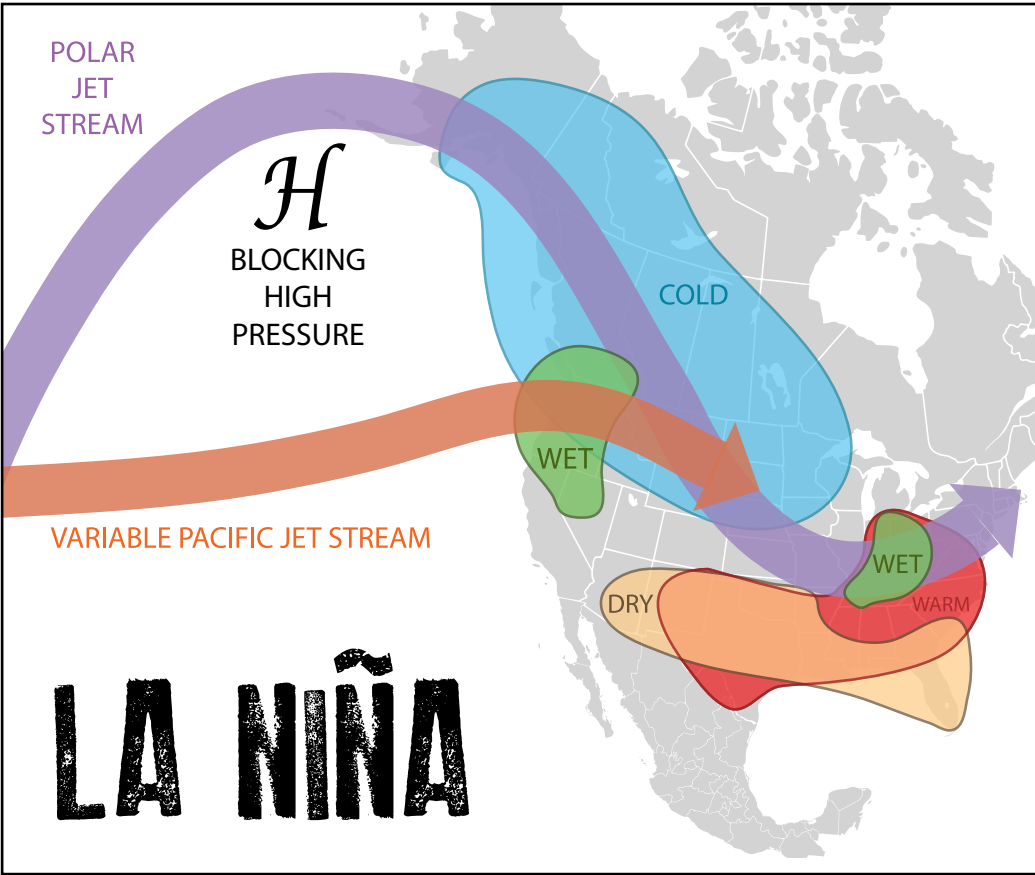 POLAR
JET
STREAM
H
BLOCKING
HIGH
PRESSURE
COLD
WET
VARIABLE PACIFIC JET STREAM
WET
DRY
WARM
LA NIÑA